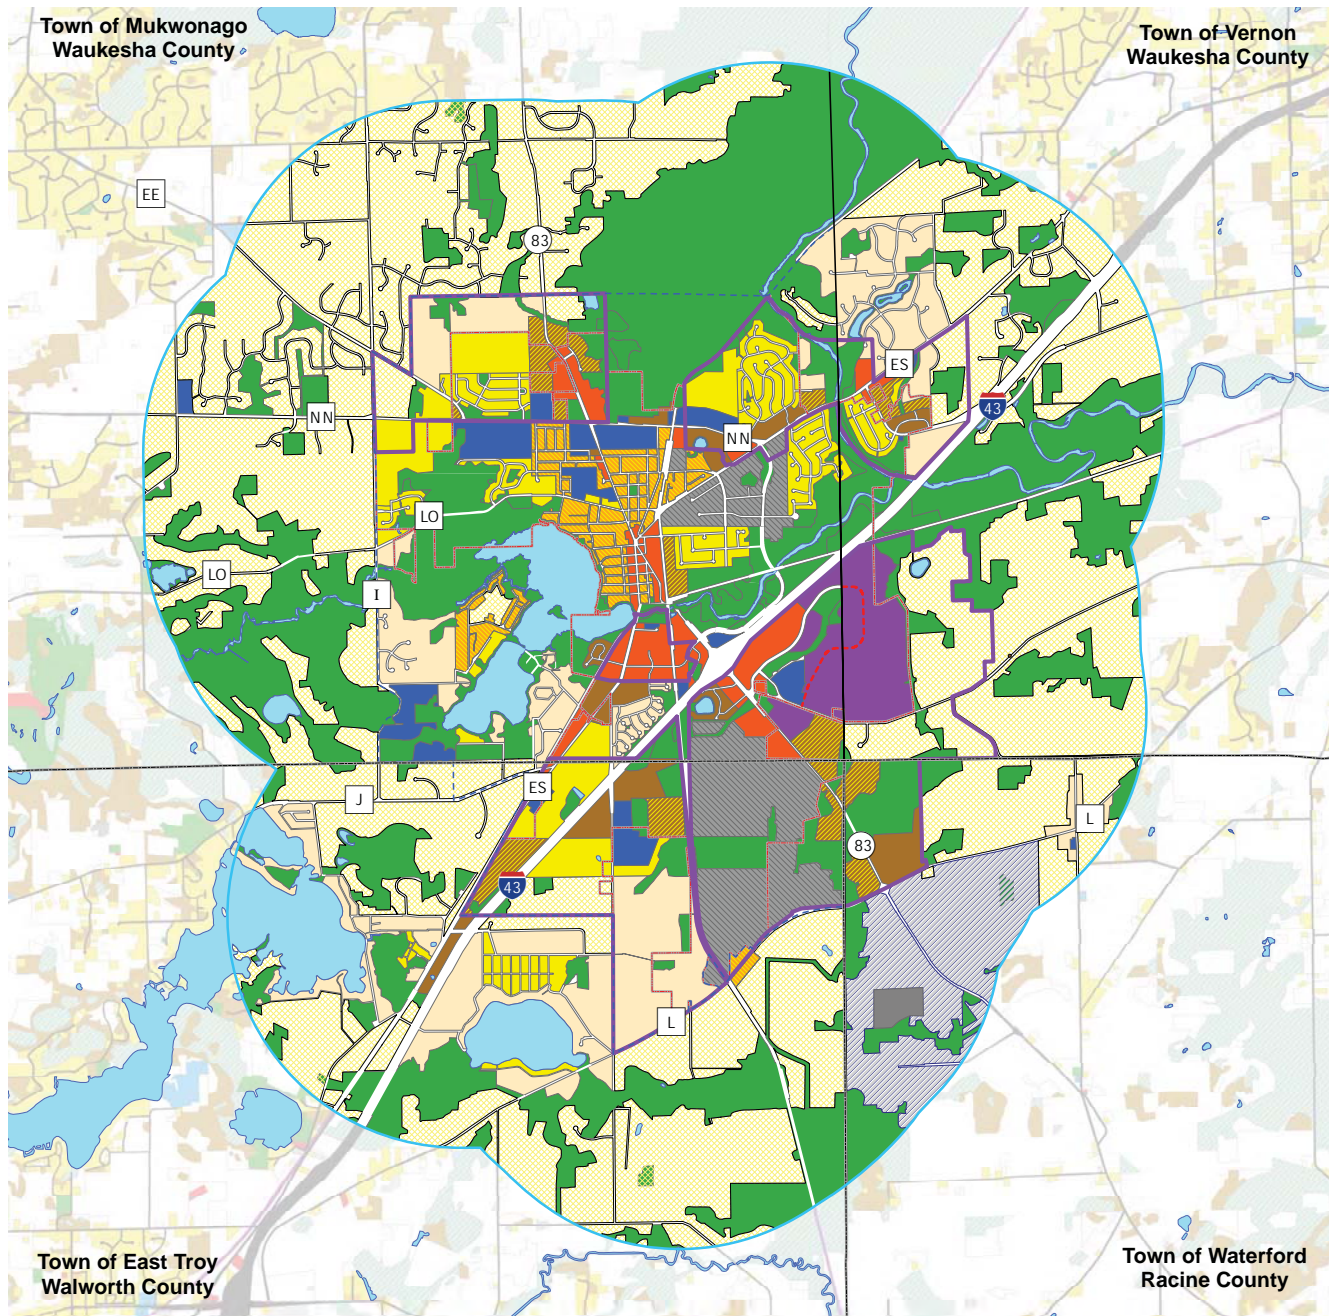 Town of Mukwonago
Waukesha County
Town of Vernon
Waukesha County
EE
83
ES
43
NN
NN
LO
LO
I
ES
J
L
83
43
L
Town of East Troy
Walworth County
Town of Waterford
Racine County